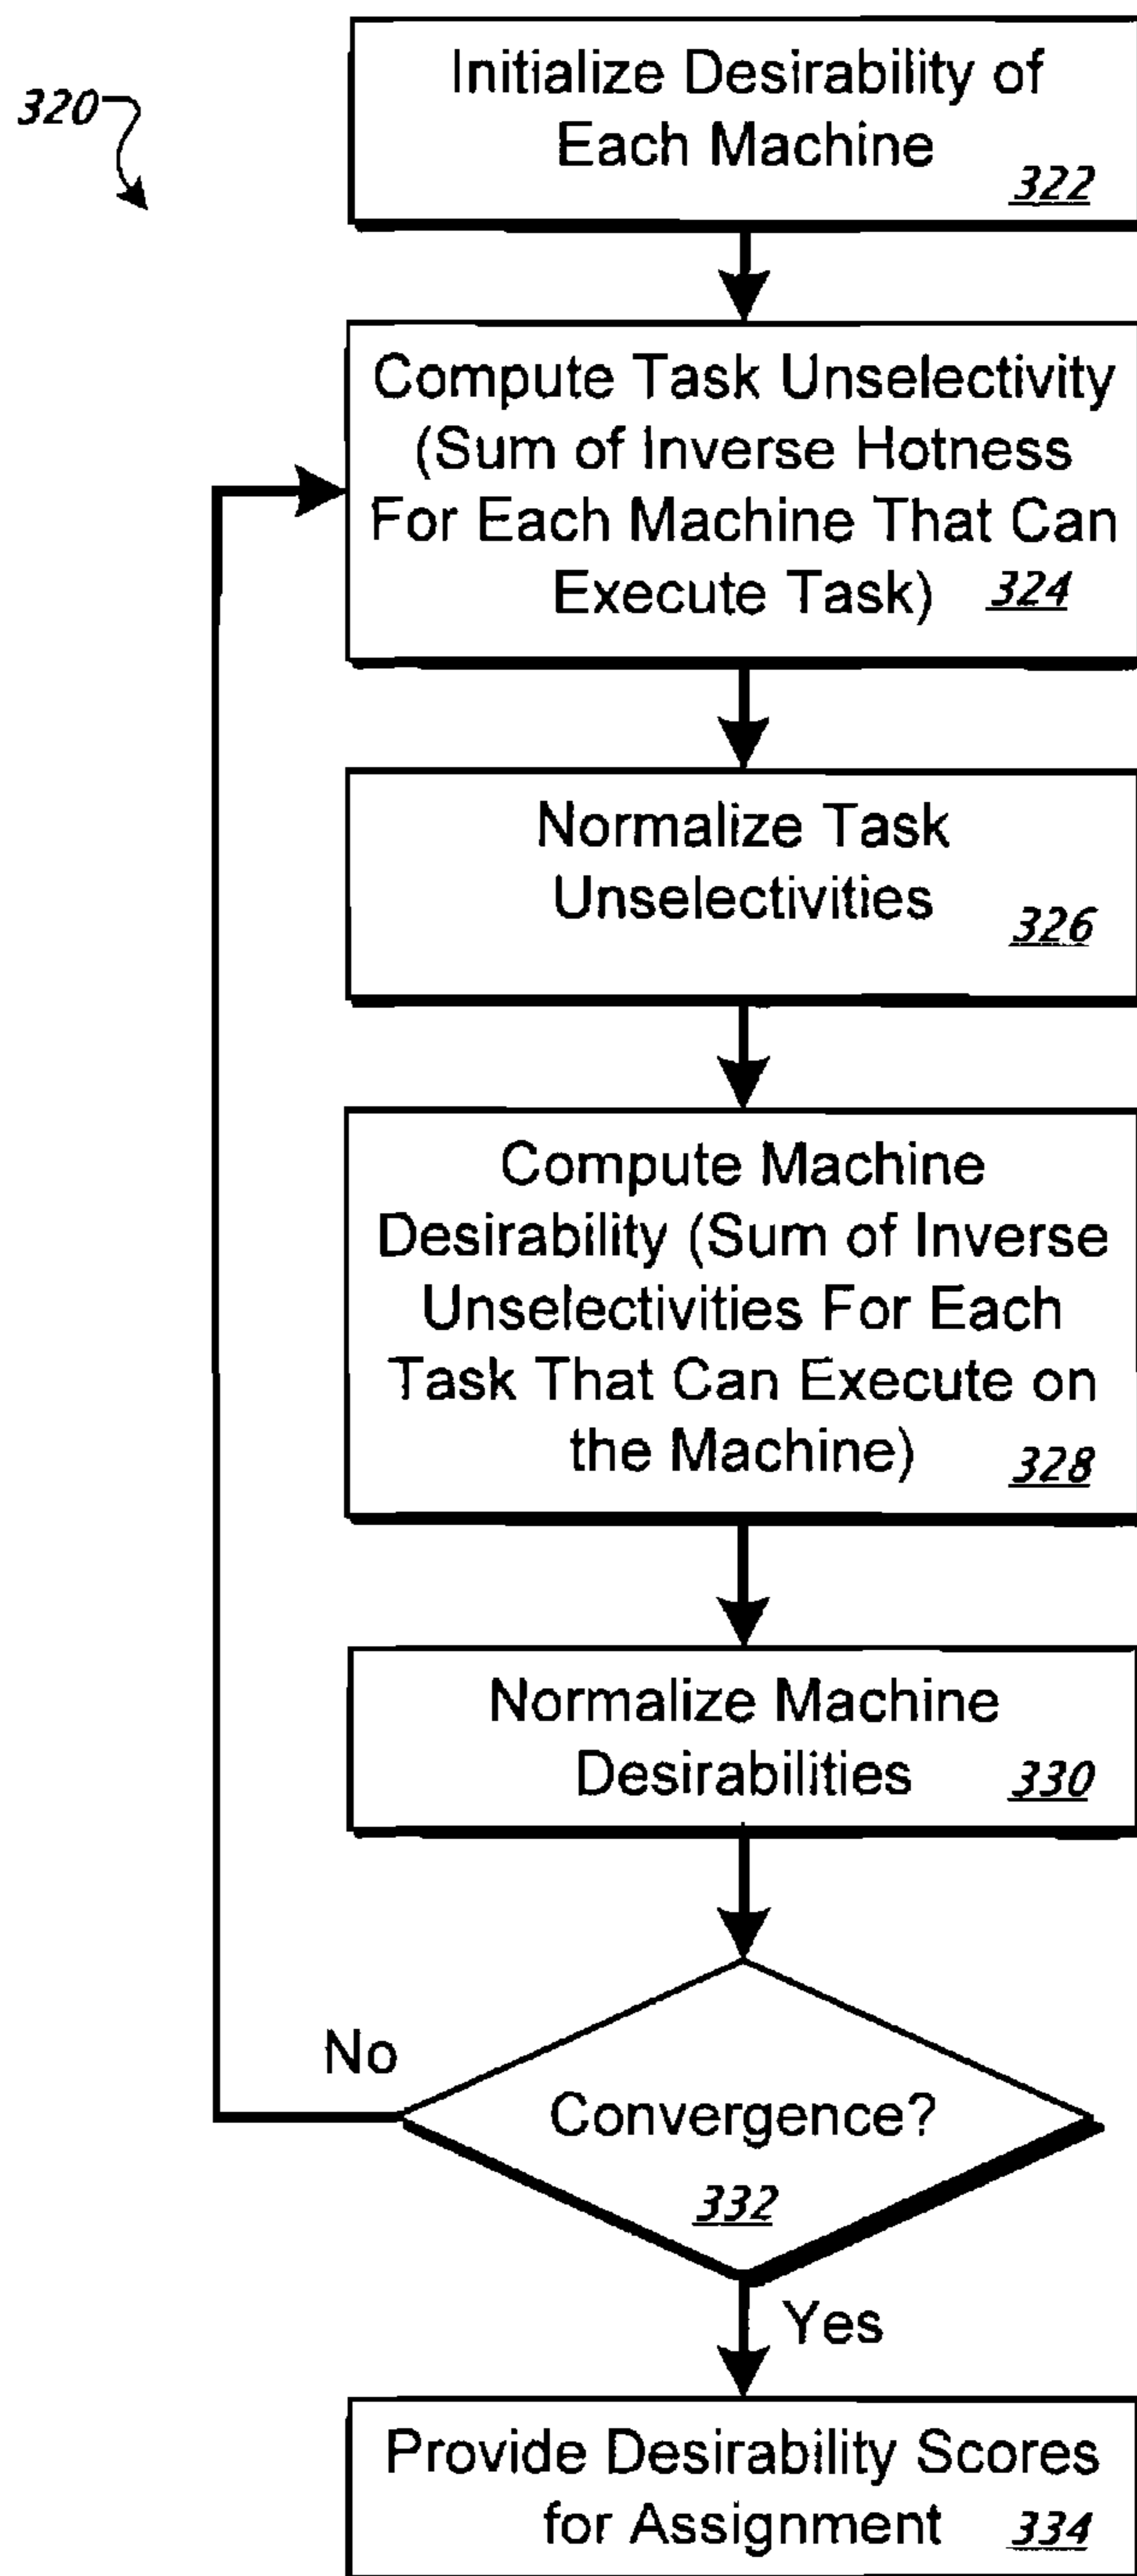 320
Initialize Desirability of
Each Machine
322
Compute Task Unselectivity
(Sum of Inverse Hotness
For Each Machine That Can
Execute Task) 324
Normalize Task
Unselectivities
326
Compute Machine
Desirability (Sum of Inverse
Unselectivities For Each
Task That Can Execute on
the Machine) 328
Normalize Machine
Desirabilities 330
No
Convergence?
332
Yes
Provide Desirability Scores
for Assignment 334